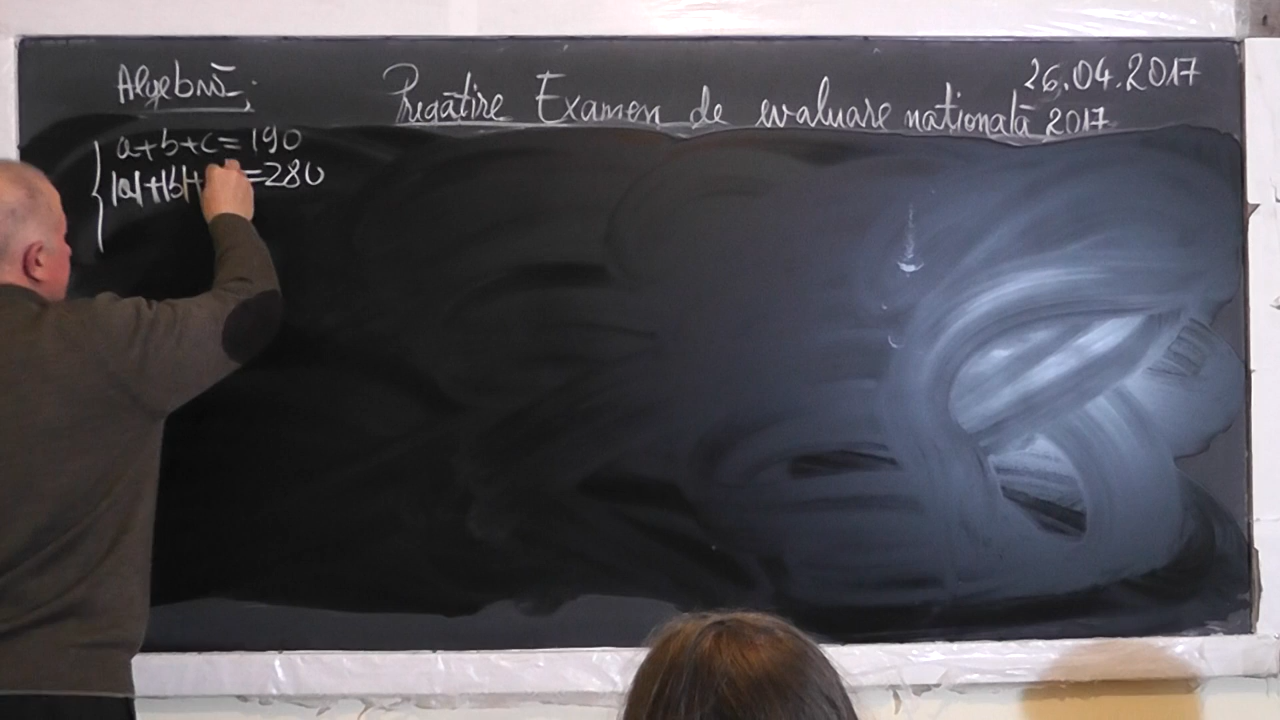 Algebră;
Pregătire Examen de evaluare națională 2017
26.04.2017
a+b+c=190
|a|+|b|+ =280